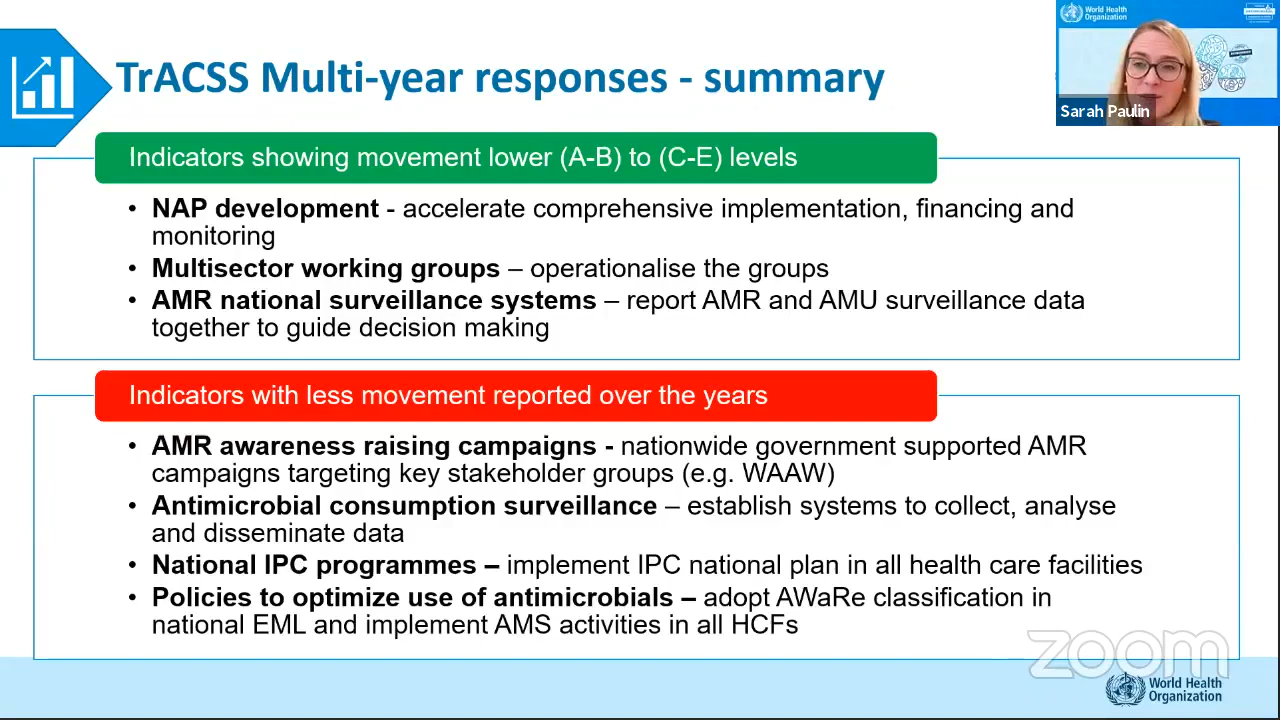 TrACSS Multi-year responses - summary
World Health
Organization
Sarah Paulin
Indicators showing movement lower (A-B) to (C-E) levels
• NAP development - accelerate comprehensive implementation, financing and
monitoring
• Multisector working groups – operationalise the groups
• AMR national surveillance systems – report AMR and AMU surveillance data
together to guide decision making
Indicators with less movement reported over the years
• AMR awareness raising campaigns - nationwide government supported AMR
campaigns targeting key stakeholder groups (e.g. WAAW)
• Antimicrobial consumption surveillance – establish systems to collect, analyse
and disseminate data
• National IPC programmes – implement IPC national plan in all health care facilities
• Policies to optimize use of antimicrobials – adopt AWaRe classification in
national EML and implement AMS activities in all HCFs
zoom
World Health
Organization